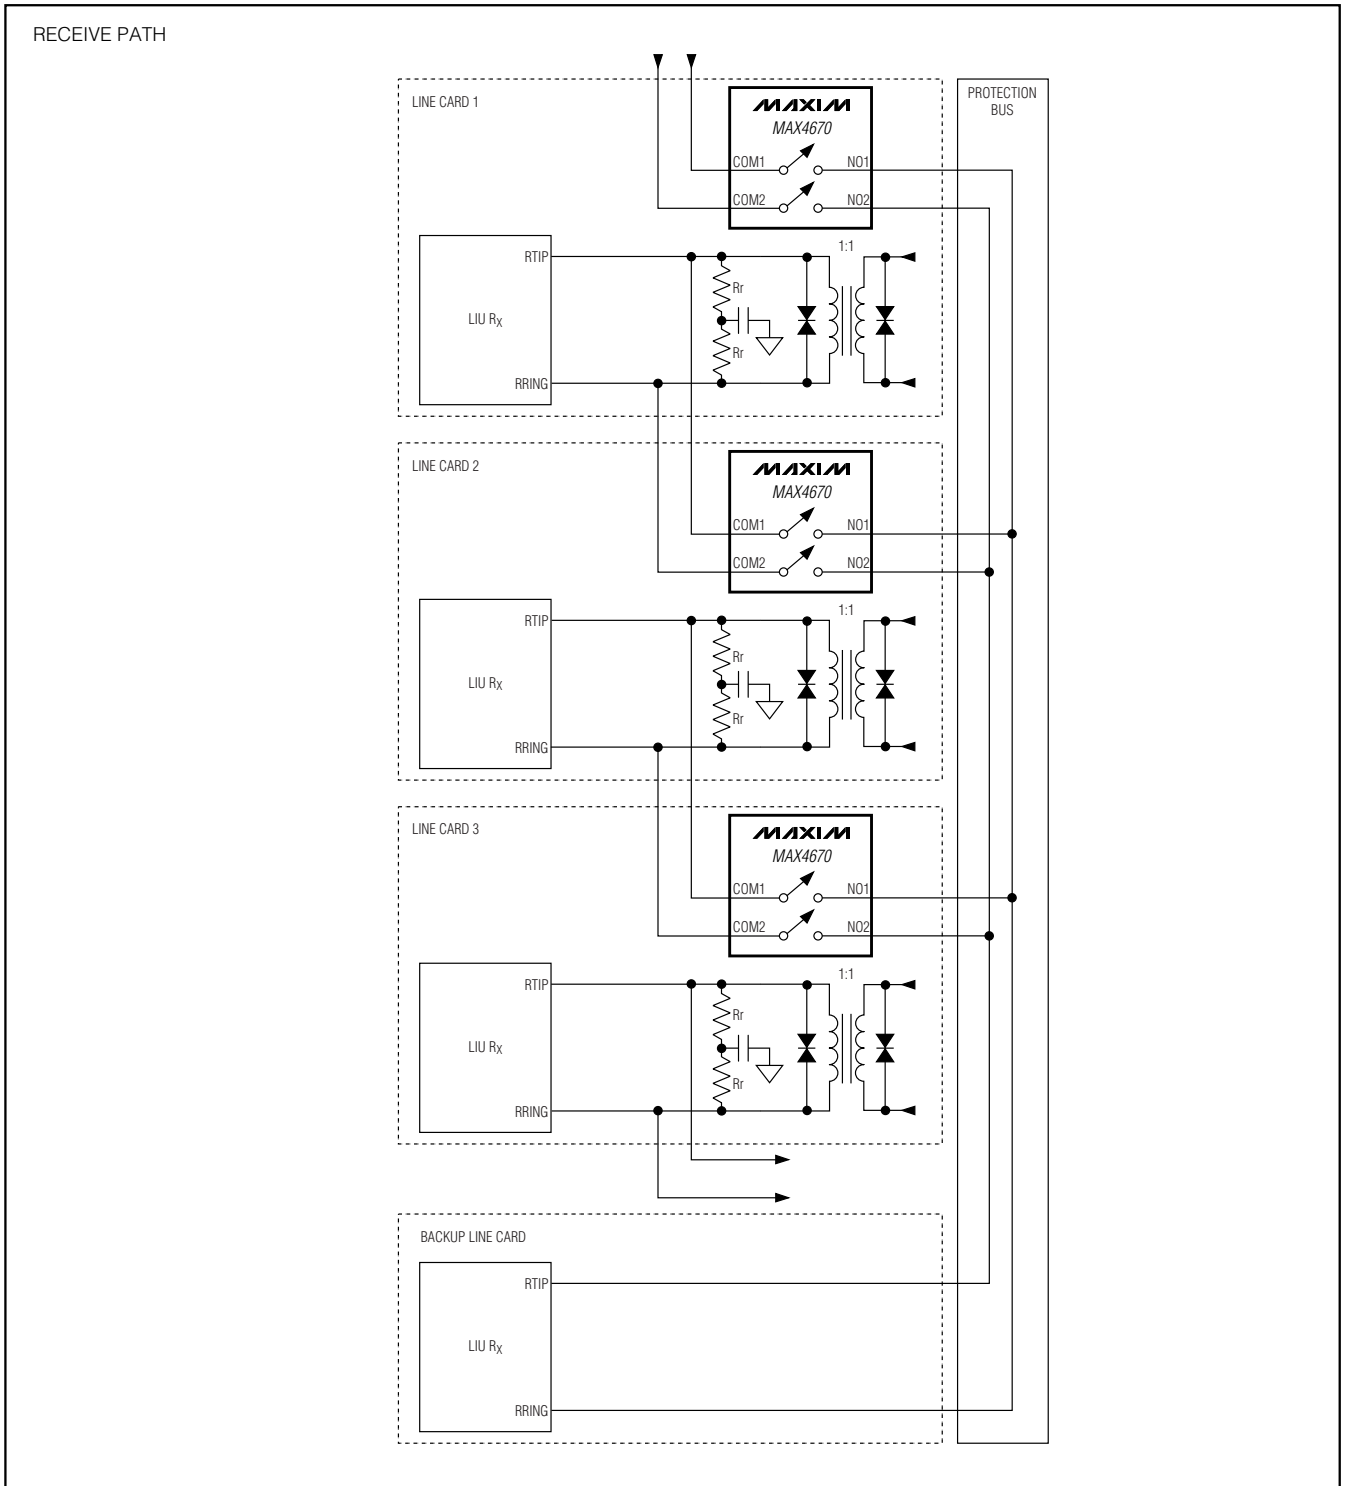 RECEIVE PATH
LINE CARD 1
MAXIM
MAX4670
COM1
NO1
COM2
NO2
PROTECTION
BUS
1:1
RTIP
Rr
LIU RX
Rr
RRING
LINE CARD 2
MAXIM
MAX4670
COM1
NO1
COM2
NO2
1:1
RTIP
Rr
LIU RX
Rr
RRING
LINE CARD 3
MAXIM
MAX4670
COM1
NO1
COM2
NO2
1:1
RTIP
Rr
LIU RX
Rr
RRING
BACKUP LINE CARD
RTIP
LIU RX
RRING